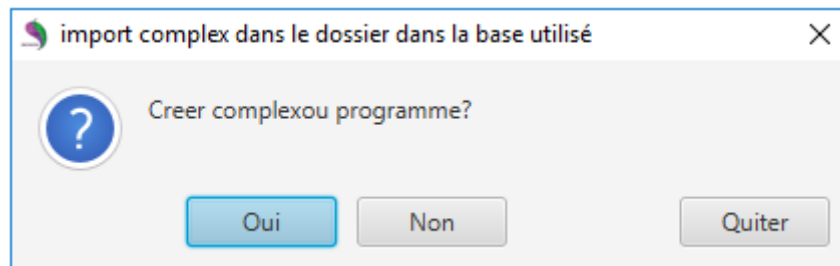 import complex dans le dossier dans la base utilisé
Creer complexou programme?
?
Oui Non Quiter